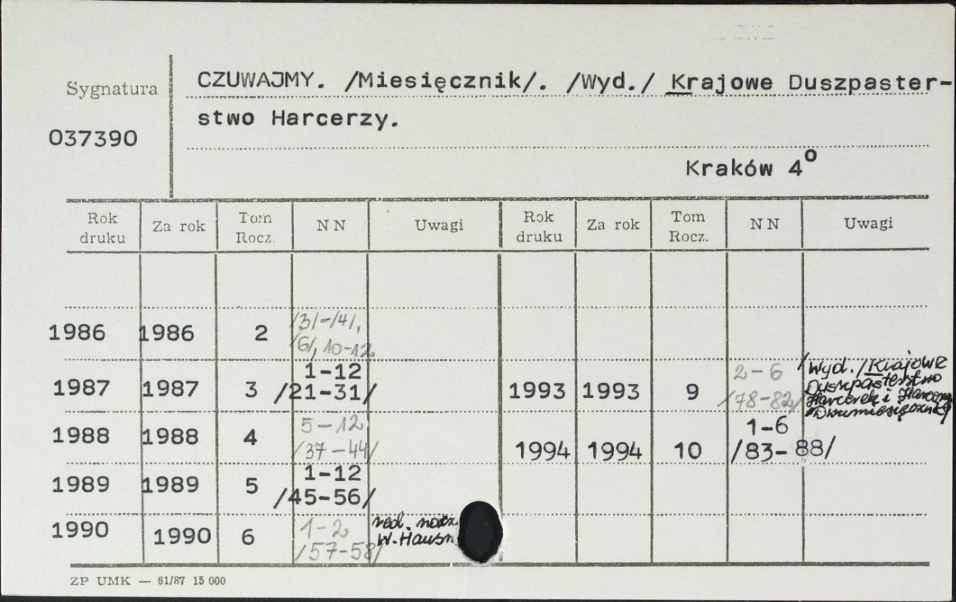 Sygnatura
037390
CZUWAJMY. /Miesięcznik/. /Wyd./ Krajowe Duszpaster-
stwo Harcerzy.
Kraków 4°
Rok druku Za rok Tom Rocz. NN Uwagi Rok druku Za rok Tom Rocz. NN Uwagi
1986 1986 2 /3/-/4/,
/6/, 10-12
1987 1987 3 1-12
/21-31/
1988 1988 4 5-12
/37-44/
1989 1989 5 1-12
/45-56/
1990 1990 6 1-2
/57-58/
red. nacz.
W. Hausn
1993 1993 9 2-6
/78-82/
/Wyd./ Krajowe
Duszpasterstwo
Harcerek i Harcerzy
Dwumiesięcznik
1994 1994 10 1-6
/83-88/
ZP UMK — 61/87 15 000